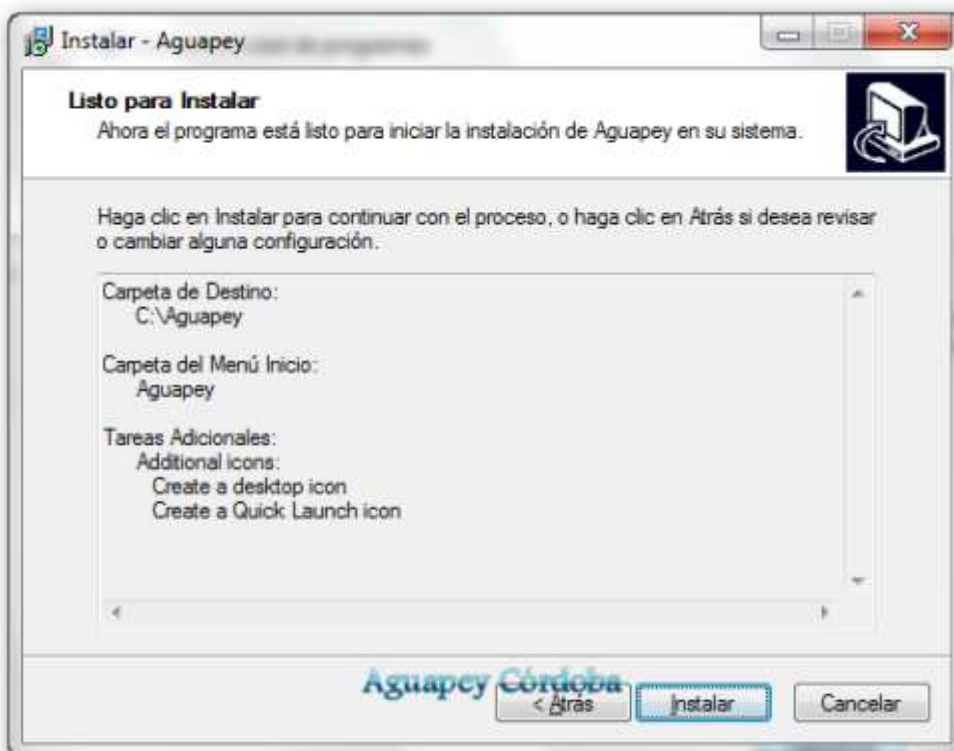 Instalar - Aguapey
Listo para Instalar
Ahora el programa está listo para iniciar la instalación de Aguapey en su sistema.
Haga clic en Instalar para continuar con el proceso, o haga clic en Atrás si desea revisar
o cambiar alguna configuración.
Carpeta de Destino:
C:\Aguapey
Carpeta del Menú Inicio:
Aguapey
Tareas Adicionales:
Additional icons:
Create a desktop icon
Create a Quick Launch icon
Aguapey Córdoba
< Atrás
Instalar
Cancelar